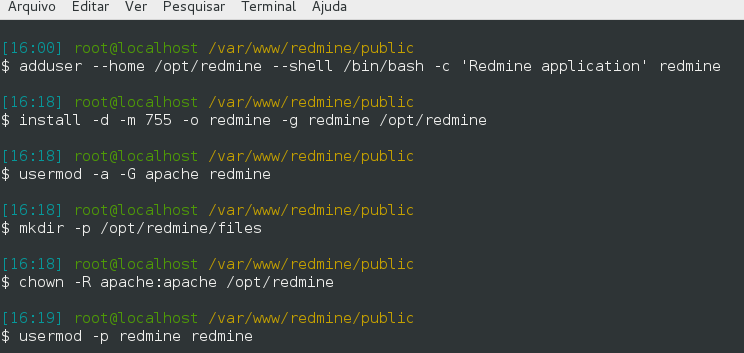 Arquivo Editar Ver Pesquisar Terminal Ajuda
[16:00] root@localhost /var/www/redmine/public
$ adduser --home /opt/redmine --shell /bin/bash -c 'Redmine application' redmine
[16:18] root@localhost /var/www/redmine/public
$ install -d -m 755 -o redmine -g redmine /opt/redmine
[16:18] root@localhost /var/www/redmine/public
$ usermod -a -G apache redmine
[16:18] root@localhost /var/www/redmine/public
$ mkdir -p /opt/redmine/files
[16:18] root@localhost /var/www/redmine/public
$ chown -R apache:apache /opt/redmine
[16:19] root@localhost /var/www/redmine/public
$ usermod -p redmine redmine